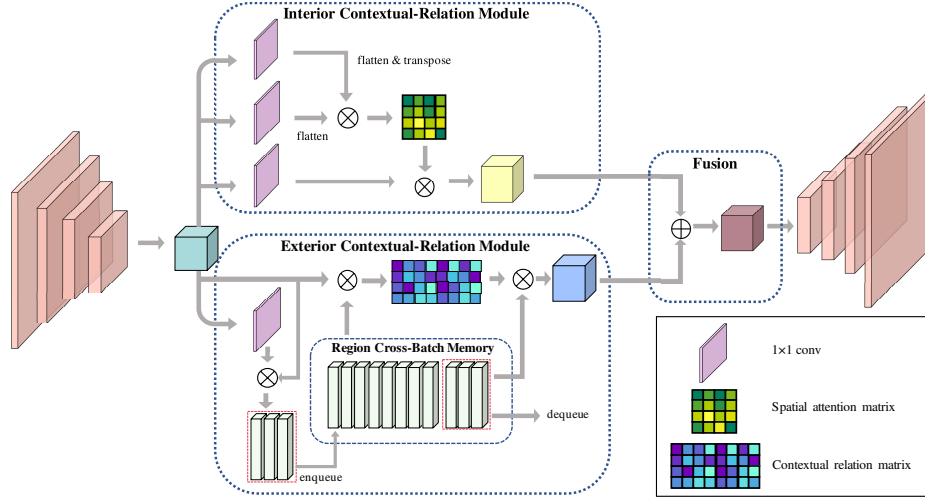 Interior Contextual-Relation Module
flatten & transpose
flatten
Fusion
Exterior Contextual-Relation Module
Region Cross-Batch Memory
dequeue
enqueue
1×1 conv
Spatial attention matrix
Contextual relation matrix